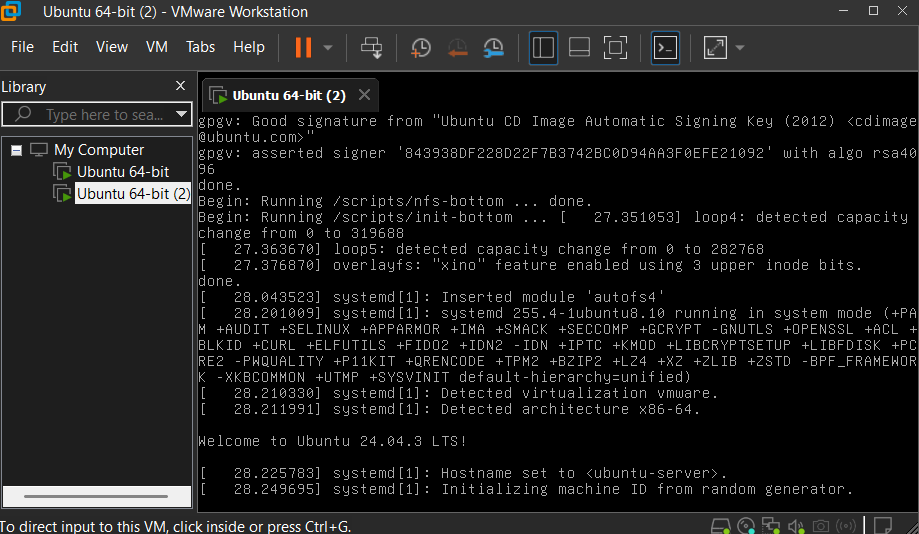 Ubuntu 64-bit (2) - VMware Workstation
File Edit View VM Tabs Help
Library
Type here to sea...
My Computer
Ubuntu 64-bit
Ubuntu 64-bit (2)
Ubuntu 64-bit (2)
gpgv: Good signature from "Ubuntu CD Image Automatic Signing Key (2012) <cdimage
@ubuntu.com>"
gpgv: asserted signer '843938DF228D22F7B3742BC0D94AA3F0EFE21092' with algo rsa40
96
done.
Begin: Running /scripts/nfs-bottom ... done.
Begin: Running /scripts/init-bottom ... [   27.351053] loop4: detected capacity
change from 0 to 319688
[   27.363670] loop5: detected capacity change from 0 to 282768
[   27.376870] overlayfs: "xino" feature enabled using 3 upper inode bits.
done.
[   28.043523] systemd[1]: Inserted module 'autofs4'
[   28.201009] systemd[1]: systemd 255.4-1ubuntu8.10 running in system mode (+PA
M +AUDIT +SELINUX +APPARMOR +IMA +SMACK +SECCOMP +GCRYPT -GNUTLS +OPENSSL +ACL +
BLKID +CURL +ELFUTILS +FIDO2 +IDN2 -IDN +IPTC +KMOD +LIBCRYPTSETUP +LIBFDISK +PC
RE2 -PWQUALITY +P11KIT +QRENCODE +TPM2 +BZIP2 +LZ4 +XZ +ZLIB +ZSTD -BPF_FRAMEWOR
K -XKBCOMMON +UTMP +SYSVINIT default-hierarchy=unified)
[   28.210330] systemd[1]: Detected virtualization vmware.
[   28.211991] systemd[1]: Detected architecture x86-64.
Welcome to Ubuntu 24.04.3 LTS!
[   28.225783] systemd[1]: Hostname set to <ubuntu-server>.
[   28.249695] systemd[1]: Initializing machine ID from random generator.
To direct input to this VM, click inside or press Ctrl+G.